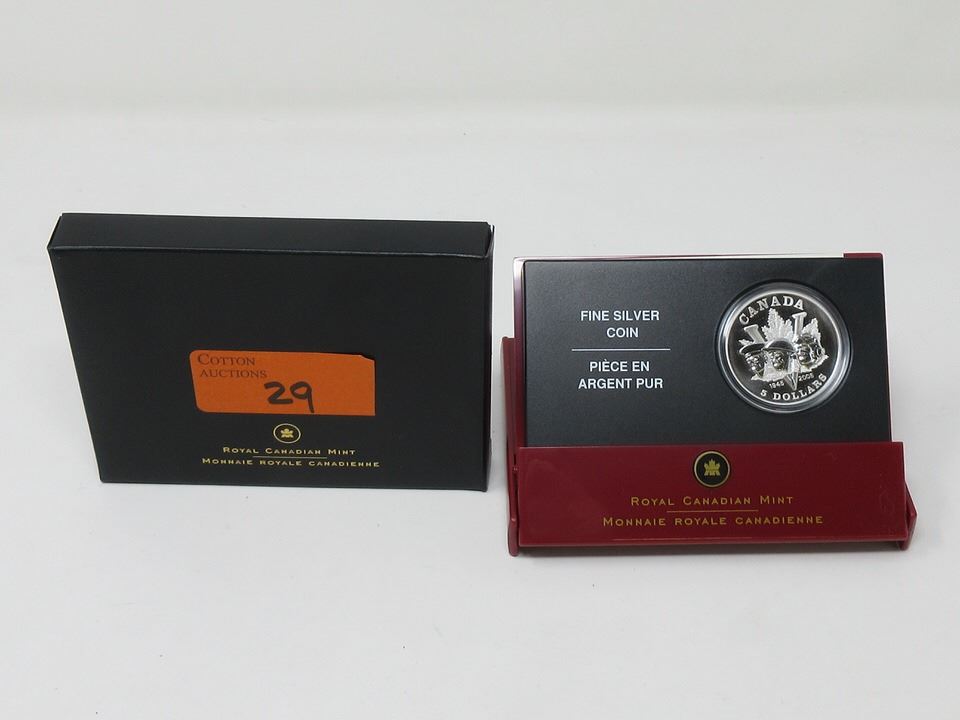 COTTON
AUCTIONS
29
ROYAL CANADIAN MINT
MONNAIE ROYALE CANADIENNE
FINE SILVER
COIN
PIÈCE EN
ARGENT PUR
CANADA
1945 2005
5 DOLLARS
ROYAL CANADIAN MINT
MONNAIE ROYALE CANADIENNE